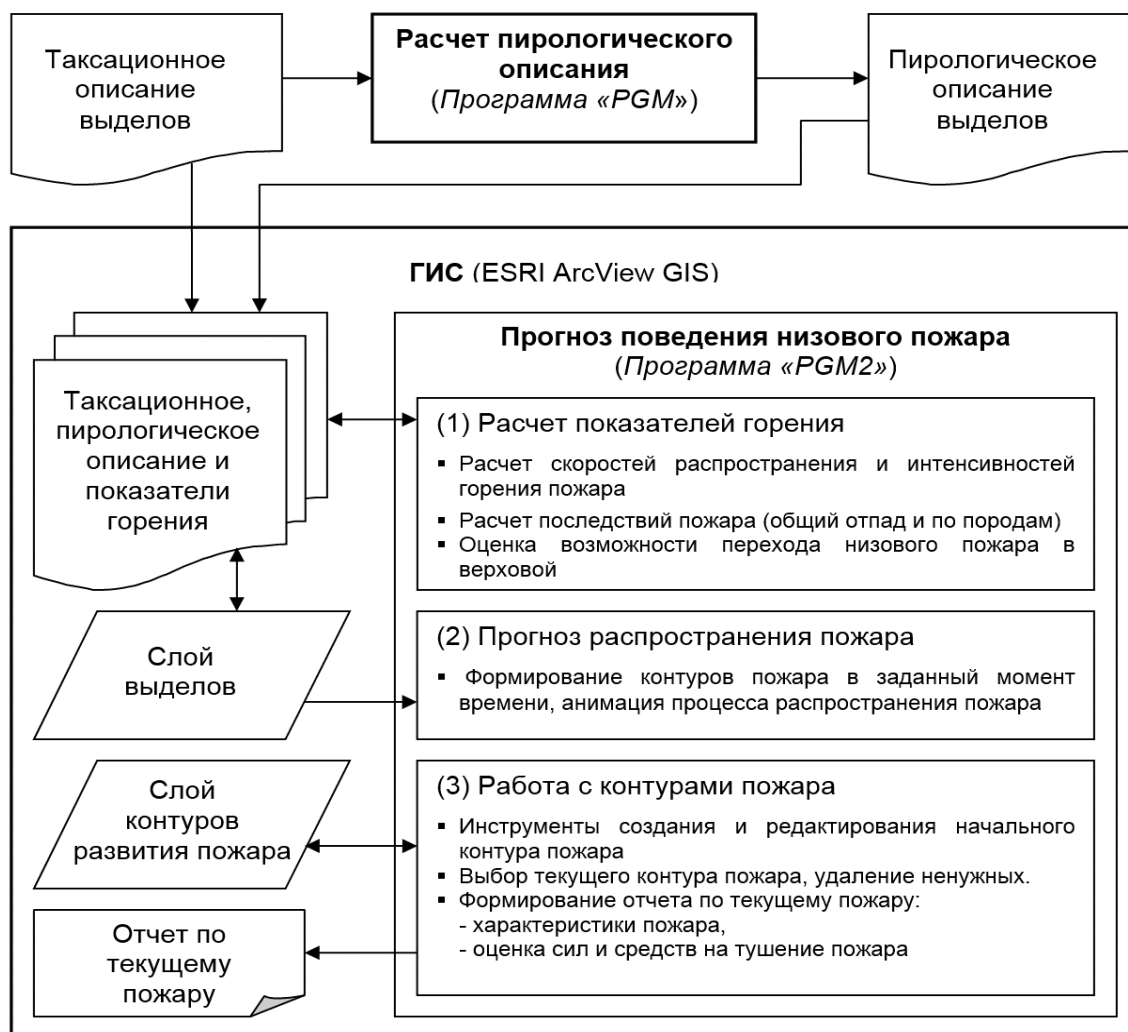 Таксационное
описание
выделов
Расчет пирологического
описания
(Программа «PGM»)
Пирологическое
описание
выделов
ГИС (ESRI ArcView GIS)
Таксационное,
пирологическое
описание и
показатели
горения
Прогноз поведения низового пожара
(Программа «PGM2»)
(1) Расчет показателей горения
▪ Расчет скоростей распространения и интенсивностей
горения пожара
▪ Расчет последствий пожара (общий отпад и по породам)
▪ Оценка возможности перехода низового пожара в
верховой
Слой
выделов
(2) Прогноз распространения пожара
▪ Формирование контуров пожара в заданный момент
времени, анимация процесса распространения пожара
Слой
контуров
развития пожара
(3) Работа с контурами пожара
▪ Инструменты создания и редактирования начального
контура пожара
▪ Выбор текущего контура пожара, удаление ненужных.
▪ Формирование отчета по текущему пожару:
- характеристики пожара,
- оценка сил и средств на тушение пожара
Отчет по
текущему
пожару